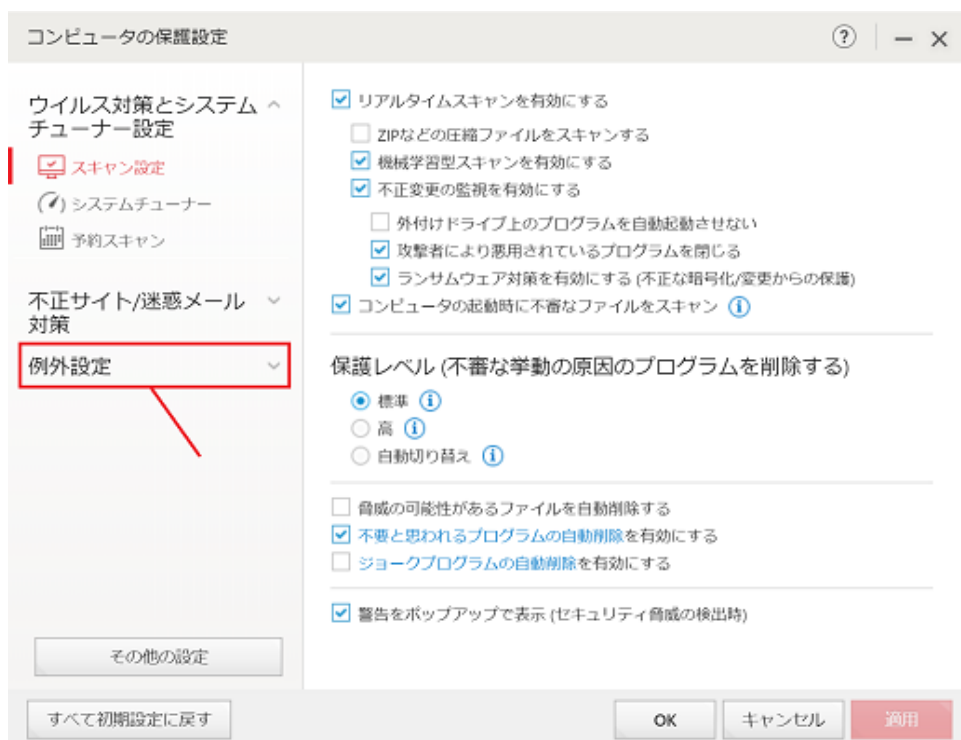 コンピュータの保護設定
ウイルス対策とシステム
チューナー設定
スキャン設定
システムチューナー
予約スキャン
不正サイト/迷惑メール
対策
例外設定
その他の設定
リアルタイムスキャンを有効にする
ZIPなどの圧縮ファイルをスキャンする
機械学習型スキャンを有効にする
不正変更の監視を有効にする
外付けドライブ上のプログラムを自動起動させない
攻撃者により悪用されているプログラムを閉じる
ランサムウェア対策を有効にする (不正な暗号化/変更からの保護)
コンピュータの起動時に不審なファイルをスキャン
保護レベル (不審な挙動の原因のプログラムを削除する)
標準
高
自動切り替え
脅威の可能性があるファイルを自動削除する
不要と思われるプログラムの自動削除を有効にする
ジョークプログラムの自動削除を有効にする
警告をポップアップで表示 (セキュリティ脅威の検出時)
すべて初期設定に戻す
OK
キャンセル
適用